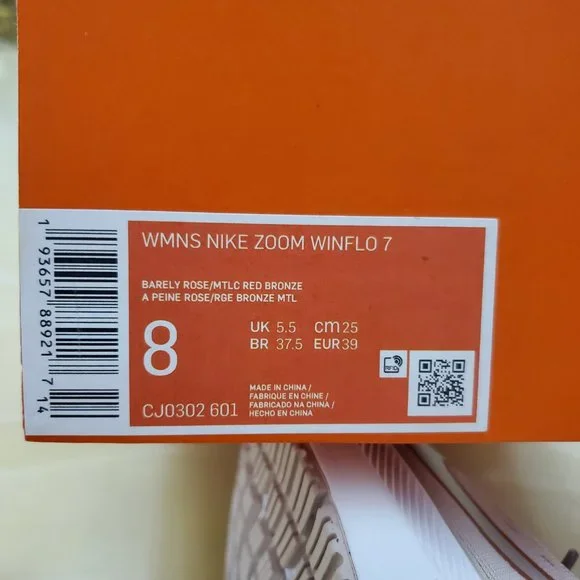 WMNS NIKE ZOOM WINFLO 7
BARELY ROSE/MTLC RED BRONZE
A PEINE ROSE/RGE BRONZE MTL
8
UK 5.5 cm 25
BR 37.5 EUR 39
MADE IN CHINA /
FABRIQUE EN CHINE /
FABRICADO NA CHINA /
HECHO EN CHINA
CJ0302 601
1 93657 88921 7 14